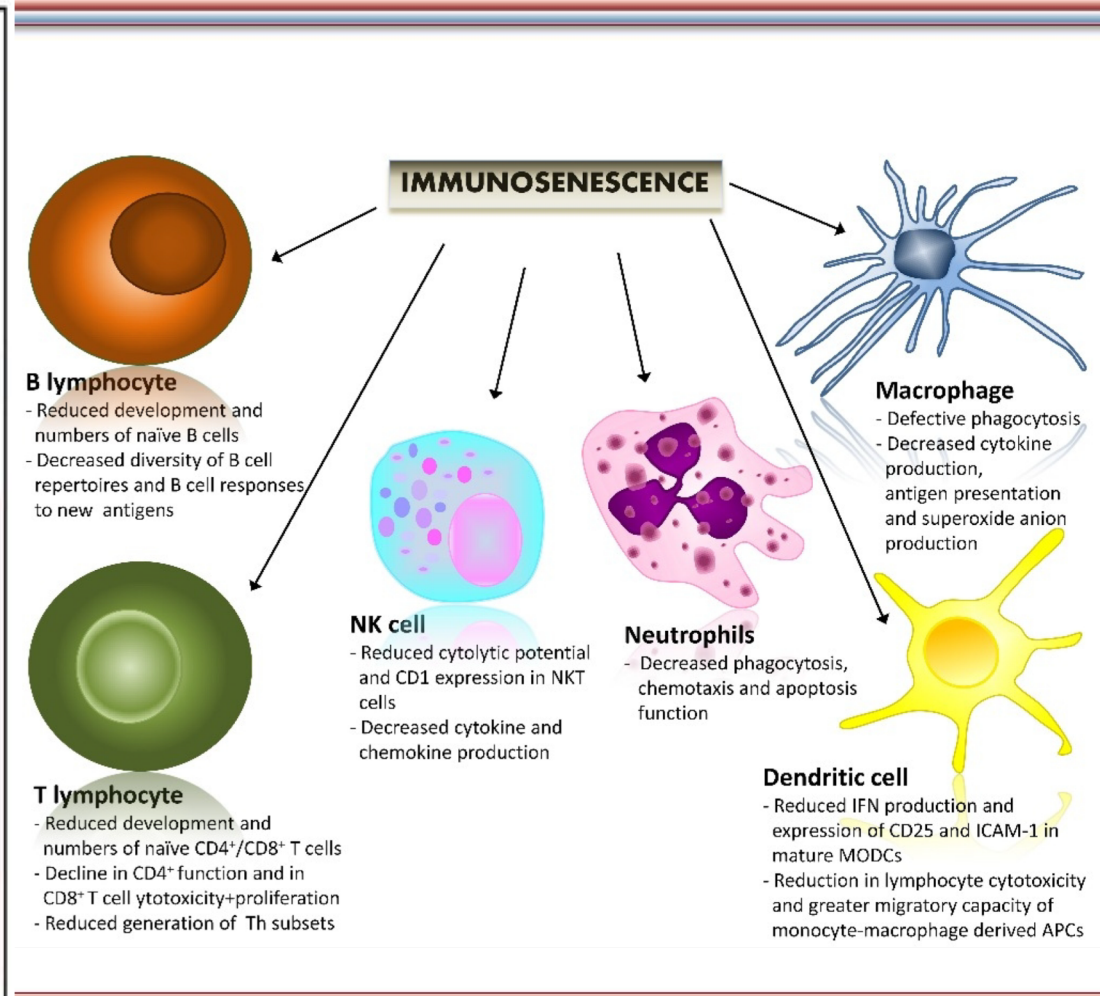 IMMUNOSENESCENCE
B lymphocyte
- Reduced development and
numbers of naïve B cells
- Decreased diversity of B cell
repertoires and B cell responses
to new antigens
T lymphocyte
- Reduced development and
numbers of naïve CD4⁺/CD8⁺ T cells
- Decline in CD4⁺ function and in
CD8⁺ T cell ytotoxicity+proliferation
- Reduced generation of Th subsets
NK cell
- Reduced cytolytic potential
and CD1 expression in NKT
cells
- Decreased cytokine and
chemokine production
Neutrophils
- Decreased phagocytosis,
chemotaxis and apoptosis
function
Macrophage
- Defective phagocytosis
- Decreased cytokine
production,
antigen presentation
and superoxide anion
production
Dendritic cell
- Reduced IFN production and
expression of CD25 and ICAM-1 in
mature MODCs
- Reduction in lymphocyte cytotoxicity
and greater migratory capacity of
monocyte-macrophage derived APCs